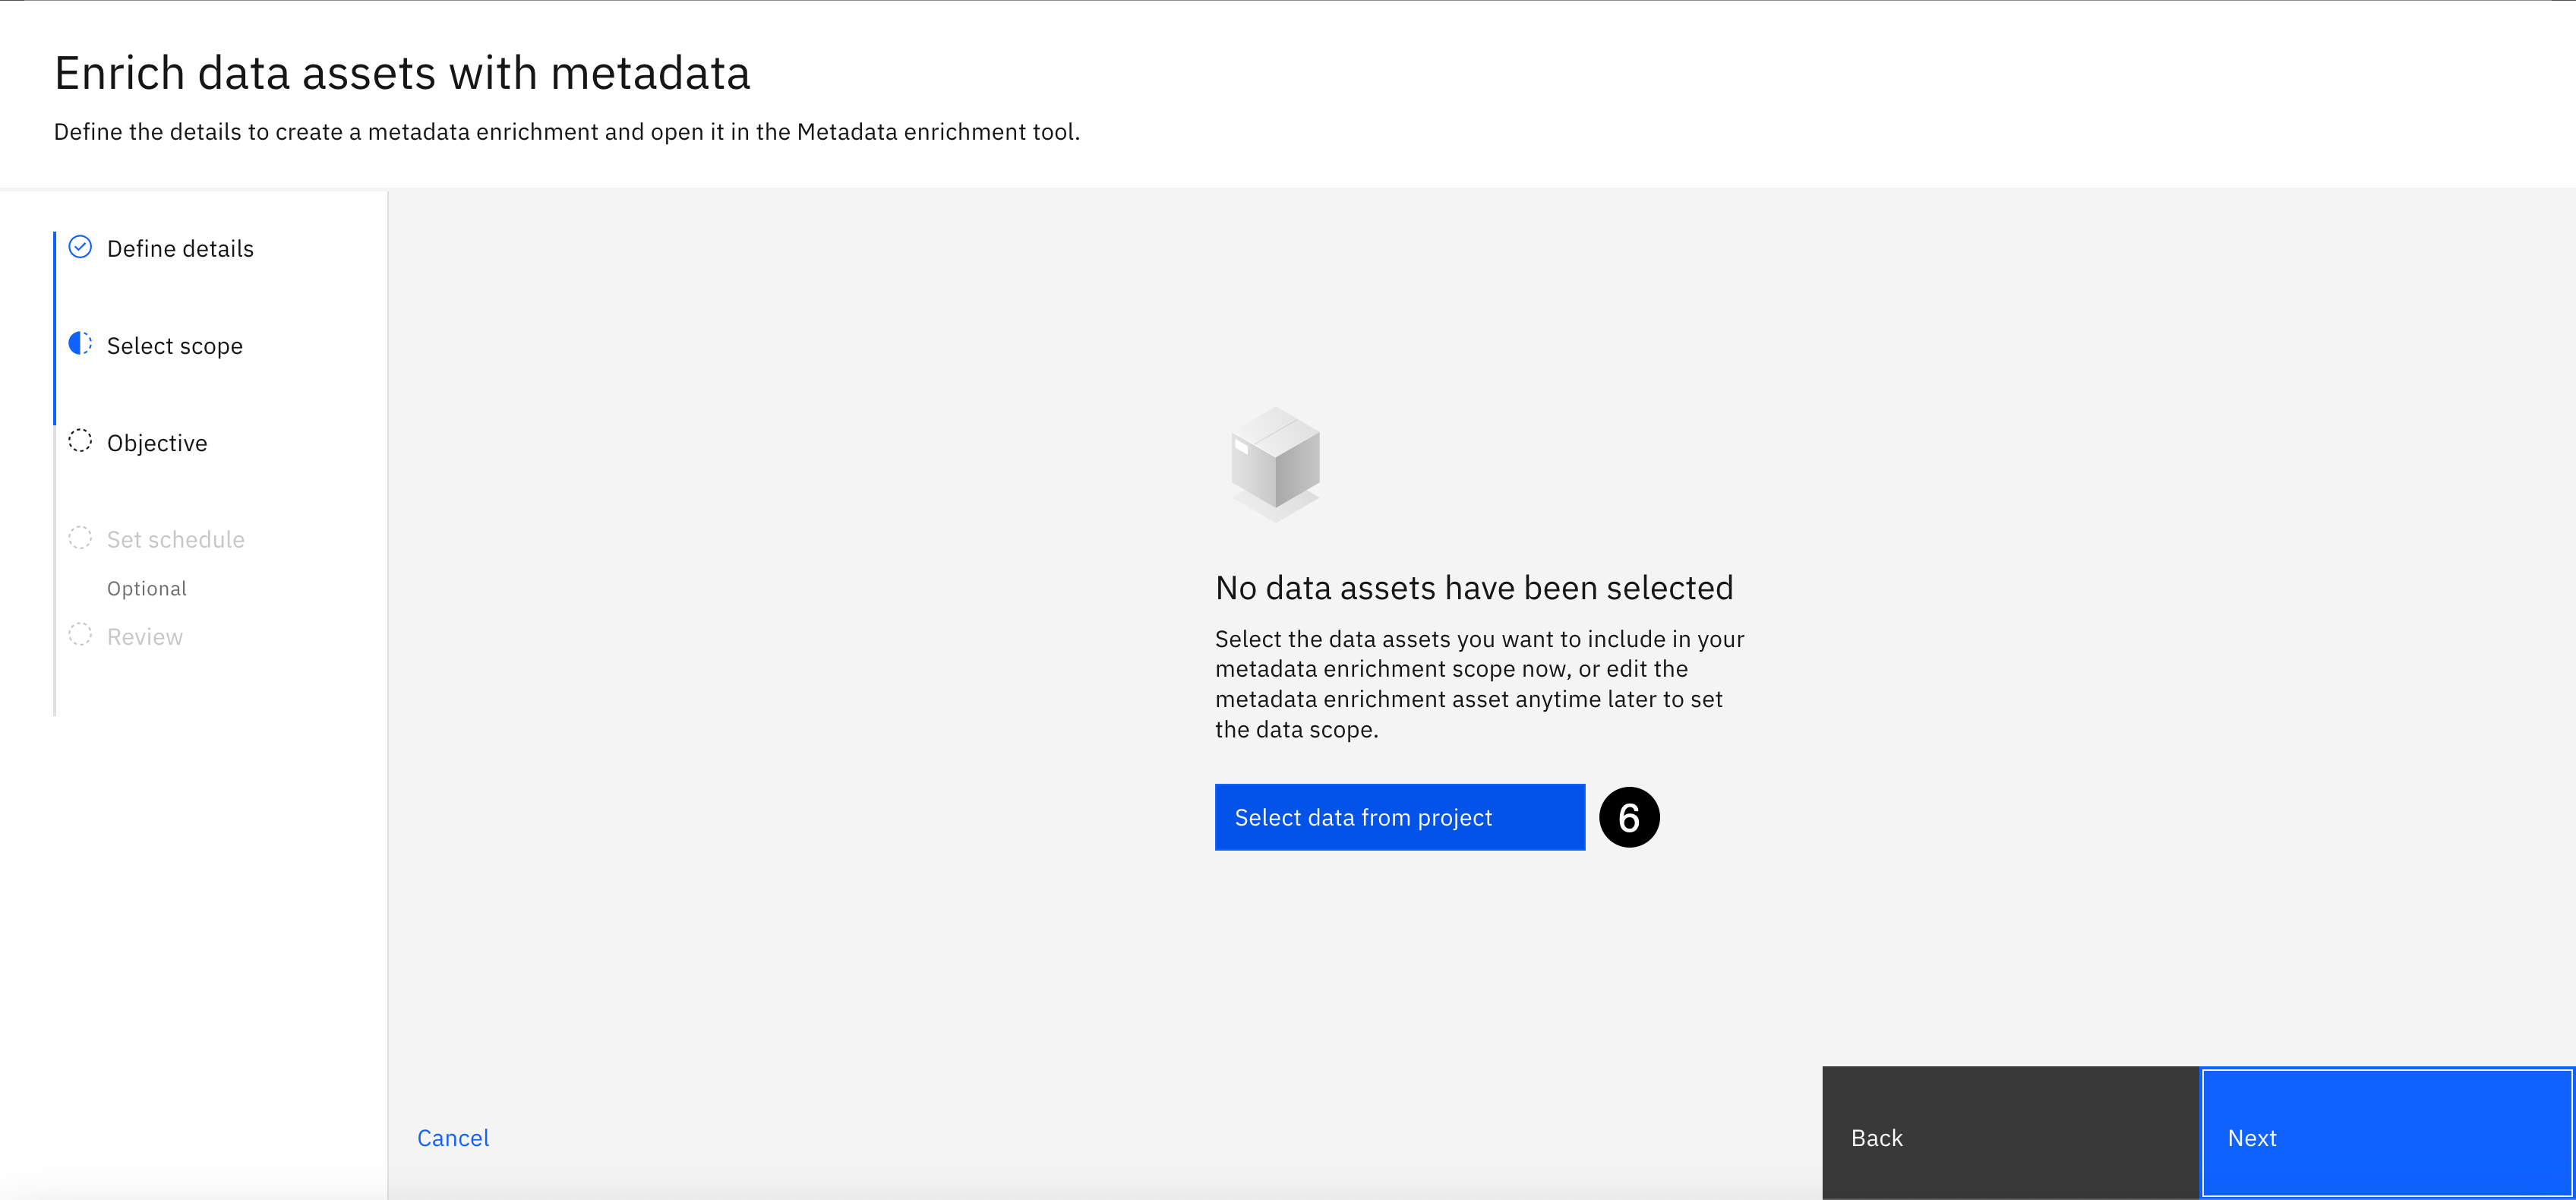 Enrich data assets with metadata
Define the details to create a metadata enrichment and open it in the Metadata enrichment tool.
Define details
Select scope
Objective
Set schedule
Optional
Review
No data assets have been selected
Select the data assets you want to include in your
metadata enrichment scope now, or edit the
metadata enrichment asset anytime later to set
the data scope.
Select data from project
6
Cancel
Back
Next